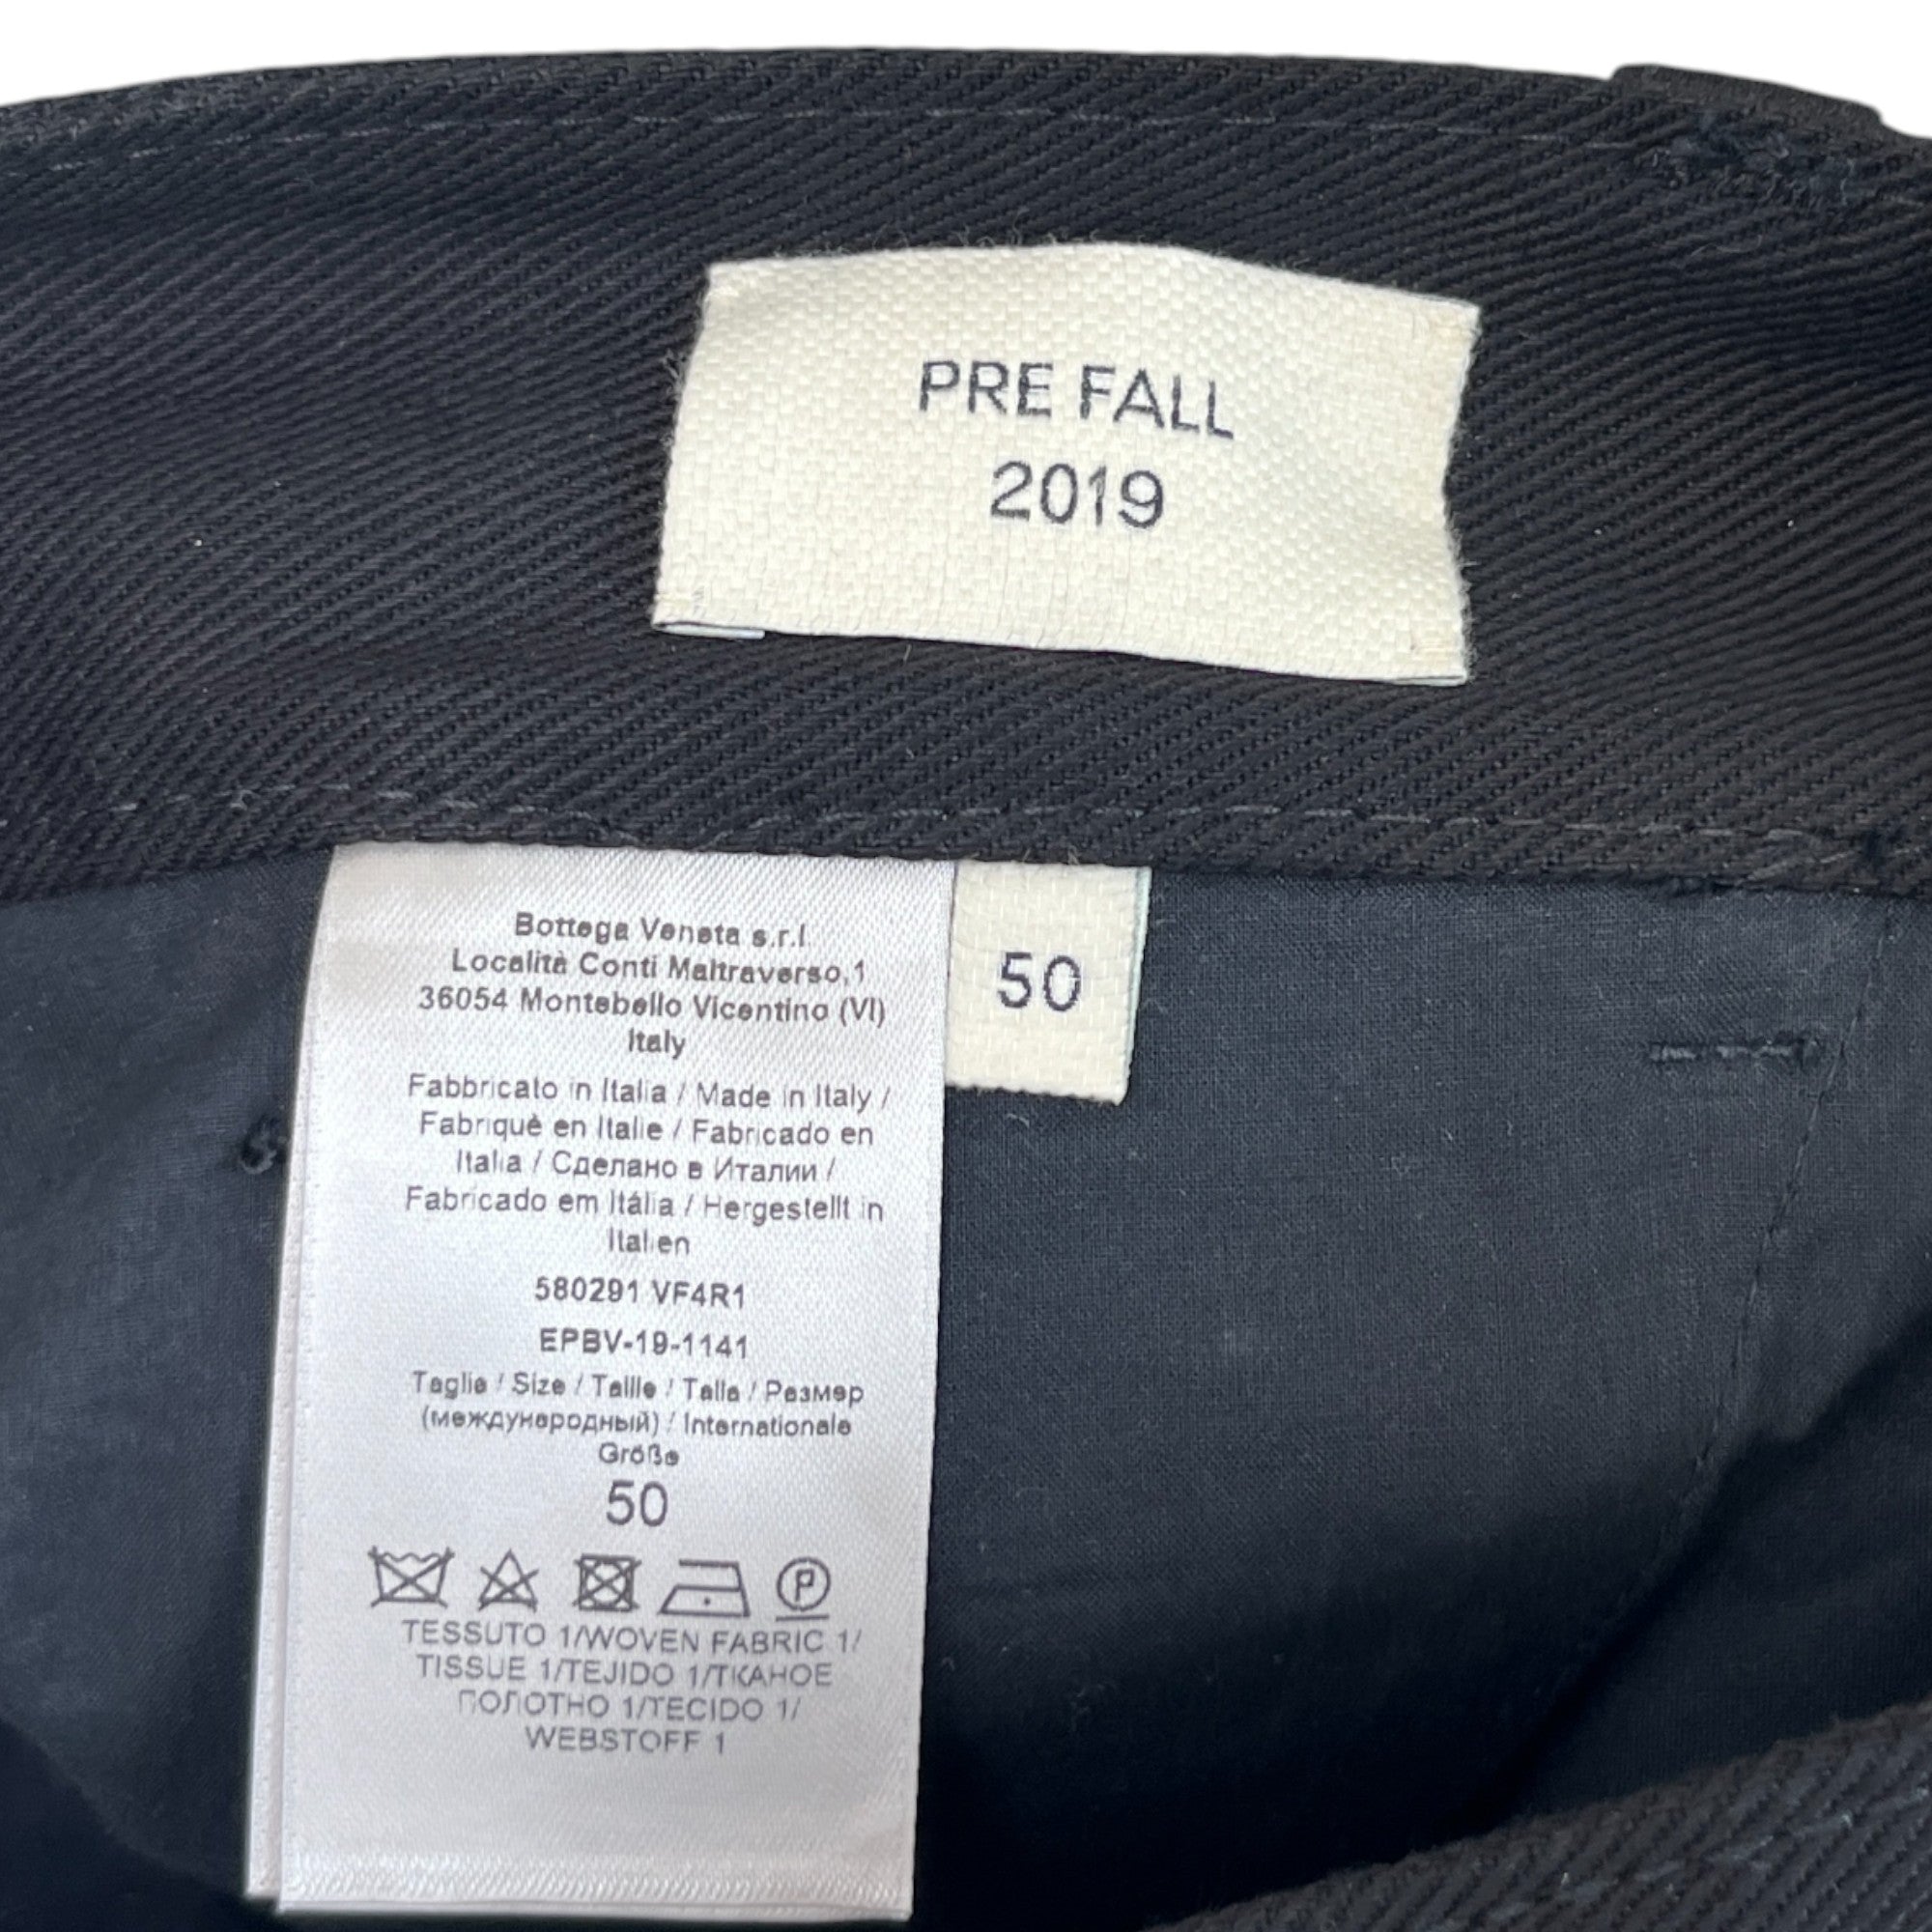 PRE FALL
2019
Bottega Veneta s.r.l
Località Conti Maltraverso,1
36054 Montebello Vicentino (VI)
Italy
Fabbricato in Italia / Made in Italy /
Fabriquè en Italie / Fabricado en
Italia / Сделано в Италии /
Fabricado em Itália / Hergestellt in
Italien
580291 VF4R1
EPBV-19-1141
Taglia / Size / Taille / Talla / Размер
(международный) / Internationale
Größe
50
50
P
TESSUTO 1/WOVEN FABRIC 1/
TISSUE 1/TEJIDO 1/ТКАНОЕ
ПОЛОТНО 1/TECIDO 1/
WEBSTOFF 1